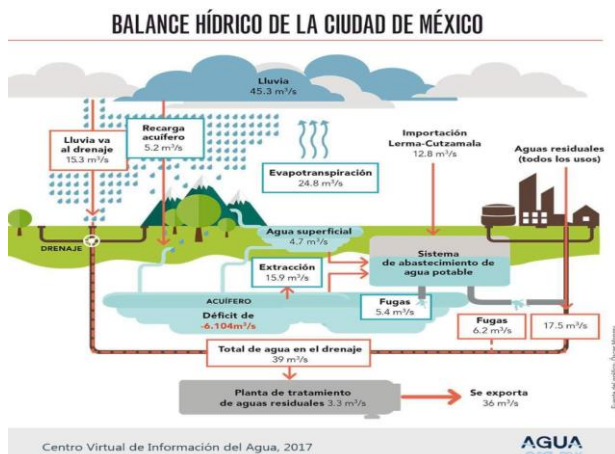 BALANCE HÍDRICO DE LA CIUDAD DE MÉXICO
Lluvia
45.3 m³/s
Lluvia va
al drenaje
15.3 m³/s
Recarga
acuífero
5.2 m³/s
Evapotranspiración
24.8 m³/s
Importación
Lerma-Cutzamala
12.8 m³/s
Aguas residuales
(todos los usos)
DRENAJE
Agua superficial
4.7 m³/s
Extracción
15.9 m³/s
Sistema
de abastecimiento de
agua potable
ACUÍFERO
Déficit de
-6.104m³/s
Fugas
5.4 m³/s
Fugas
6.2 m³/s
17.5 m³/s
Total de agua en el drenaje
39 m³/s
Planta de tratamiento
de aguas residuales 3.3 m³/s
Se exporta
36 m³/s
Centro Virtual de Información del Agua, 2017
AGUA